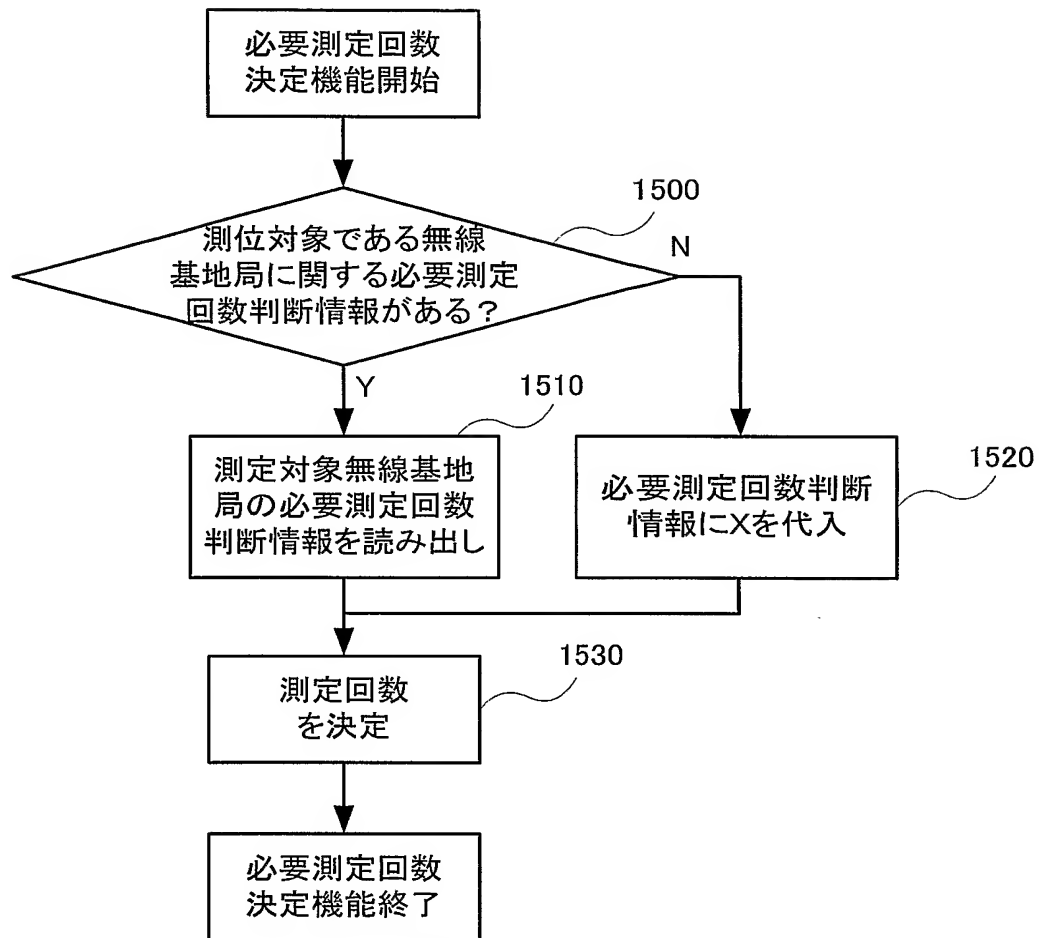 必要測定回数
決定機能開始
1500
測位対象である無線
基地局に関する必要測定
回数判断情報がある？
N
Y
1510
測定対象無線基地
局の必要測定回数
判断情報を読み出し
1520
必要測定回数判断
情報にXを代入
1530
測定回数
を決定
必要測定回数
決定機能終了